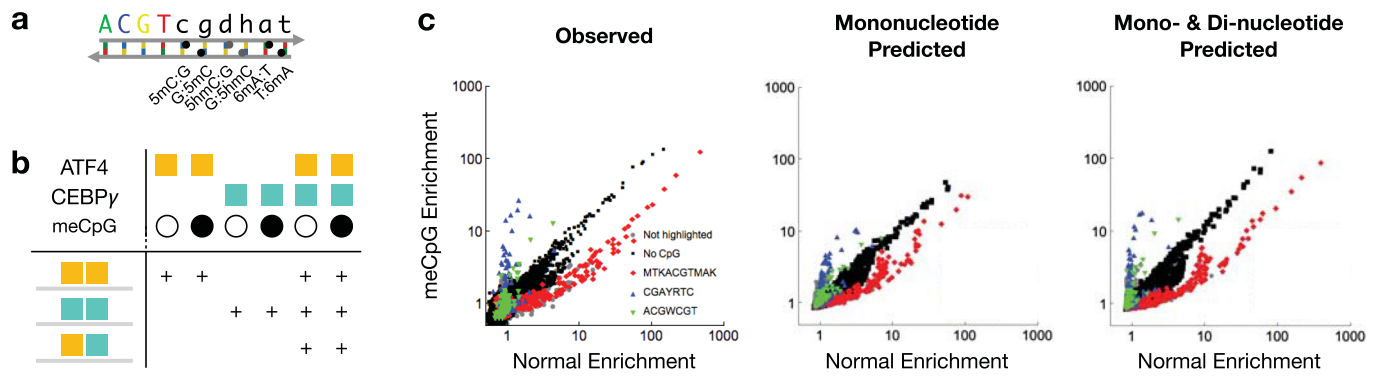 a
ACGTcgdhat
5mC:G
G:5mC
5hmC:G
G:5hmC
6mA:T
T:6mA
b
ATF4
CEBPγ
meCpG
+ + + +
+ + + +
+ +
c
Observed
meCpG Enrichment
1000
100
10
1
Not highlighted
No CpG
MTKACGTMAK
CGAYRTC
ACGWCGT
1 10 100 1000
Normal Enrichment
Mononucleotide
Predicted
1000
100
10
1
1 10 100 1000
Normal Enrichment
Mono- & Di-nucleotide
Predicted
1000
100
10
1
1 10 100 1000
Normal Enrichment